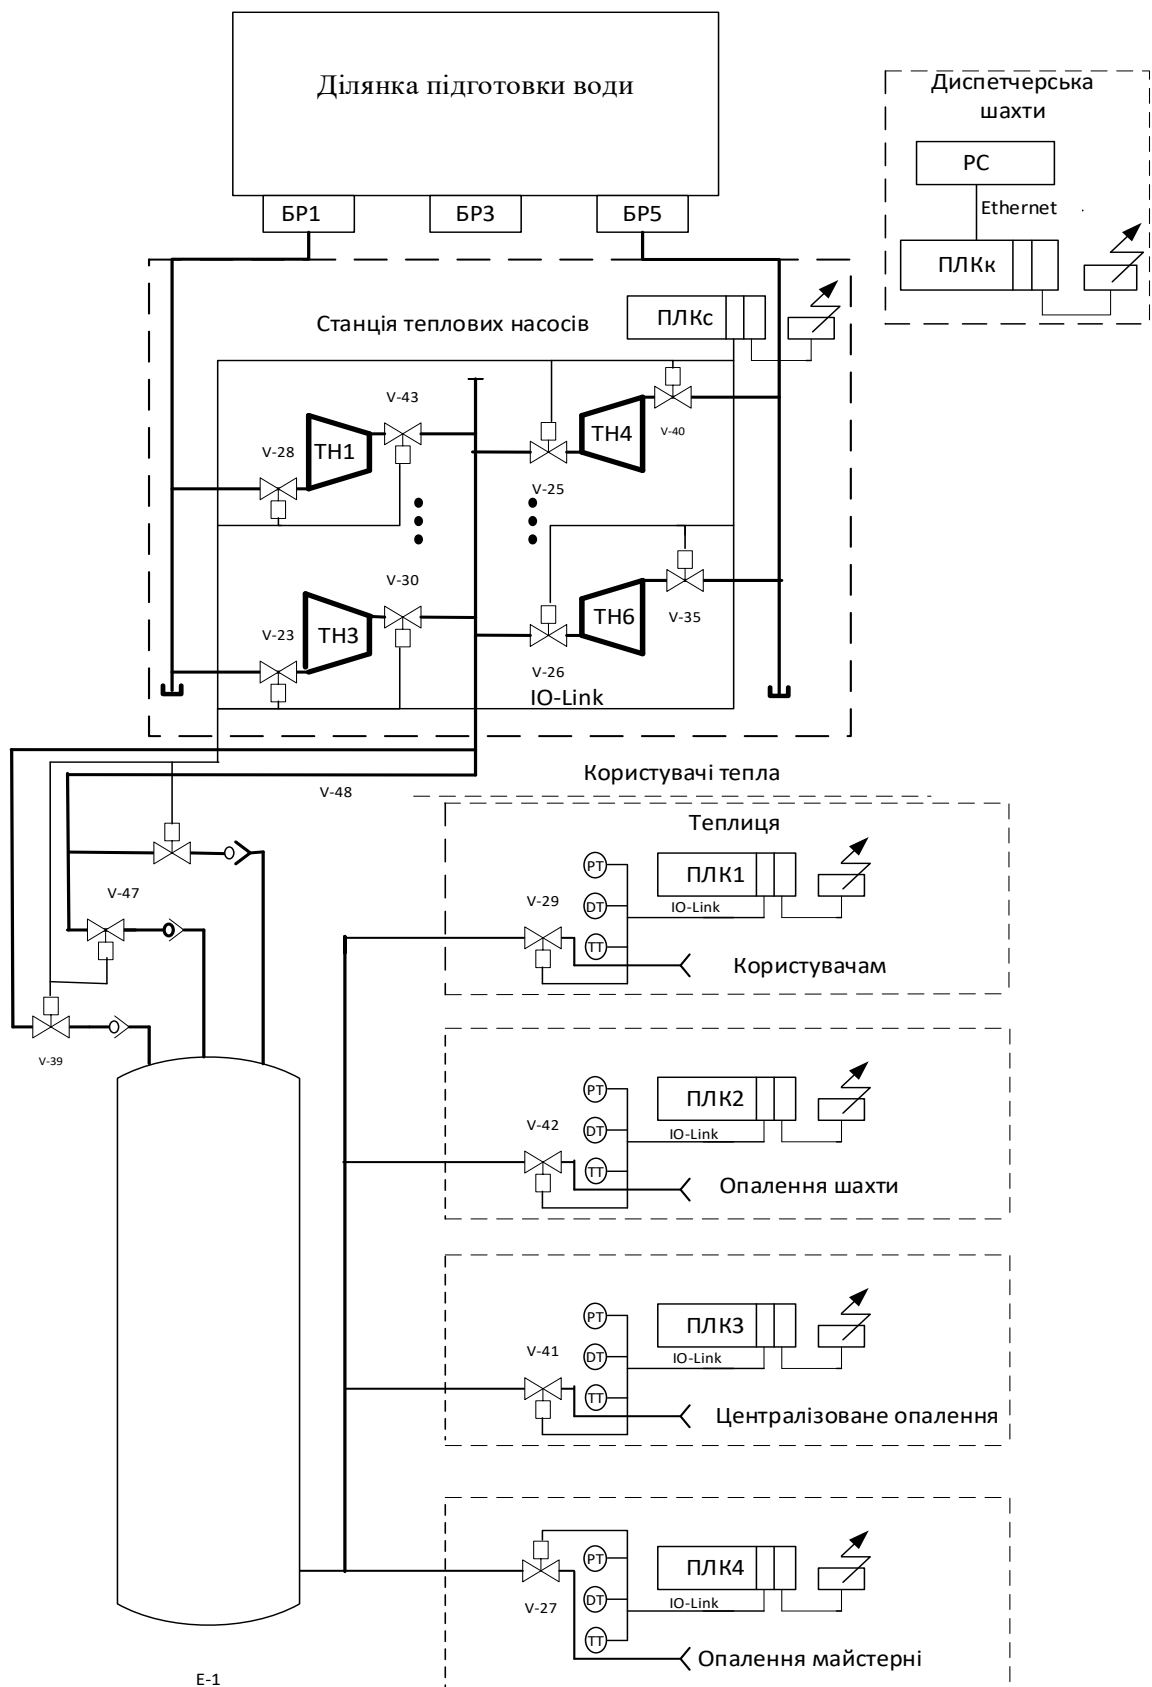 Ділянка підготовки води
БР1
БР3
БР5
Диспетчерська
шахти
PC
Ethernet
ПЛКк
Станція теплових насосів
ПЛКс
V-43
V-28
ТН1
ТН4
V-40
V-25
V-30
V-23
ТН3
ТН6
V-35
V-26
IO-Link
V-48
V-47
V-39
E-1
Користувачі тепла
Теплиця
PT
ПЛК1
V-29
DT
IO-Link
TT
Користувачам
PT
ПЛК2
V-42
DT
IO-Link
TT
Опалення шахти
PT
ПЛК3
V-41
DT
IO-Link
TT
Централізоване опалення
PT
ПЛК4
V-27
DT
IO-Link
TT
Опалення майстерні